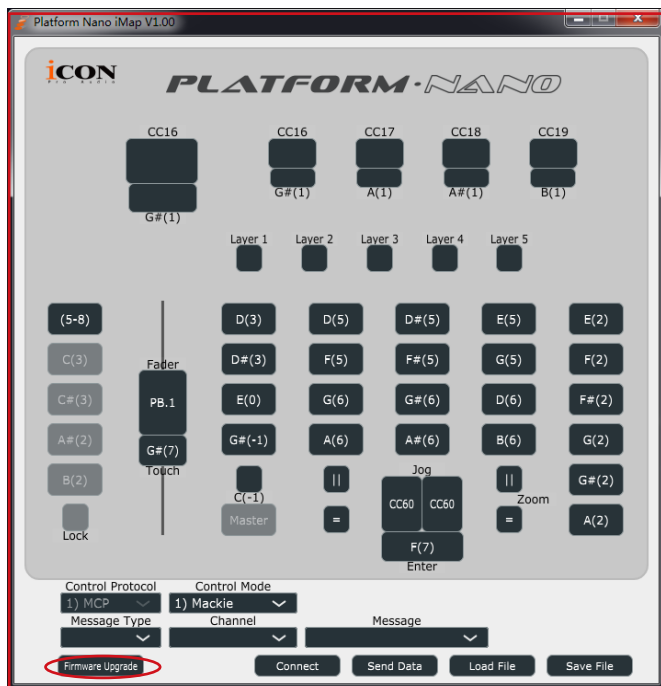 Platform Nano iMap V1.00
iCON
PRO AUDIO
PLATFORM·NANO
CC16 CC16 CC17 CC18 CC19
G#(1) A(1) A#(1) B(1)
G#(1)
Layer 1 Layer 2 Layer 3 Layer 4 Layer 5
(5-8) D(3) D(5) D#(5) E(5) E(2)
C(3) Fader D#(3) F(5) F#(5) G(5) F(2)
C#(3) PB.1 E(0) G(6) G#(6) D(6) F#(2)
A#(2) G#(7) G#(-1) A(6) A#(6) B(6) G(2)
B(2) Touch || Jog || G#(2)
C(-1) CC60 CC60 Zoom
Lock Master = = A(2)
F(7)
Enter
Control Protocol Control Mode
1) MCP 1) Mackie
Message Type Channel Message
Firmware Upgrade Connect Send Data Load File Save File